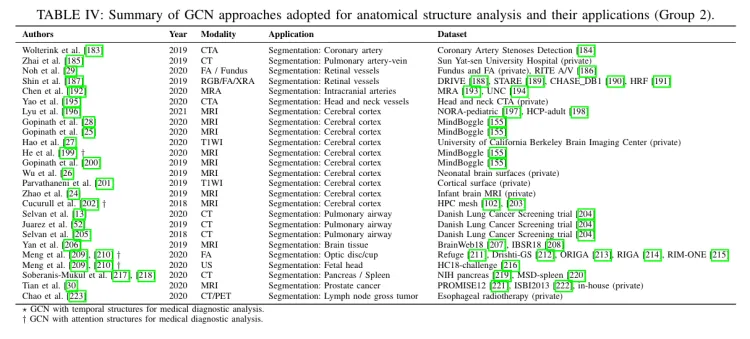 TABLE IV: Summary of GCN approaches adopted for anatomical structure analysis and their applications (Group 2).
Authors Year Modality Application Dataset
Wolterink et al. [183] 2019 CTA Segmentation: Coronary artery Coronary Artery Stenoses Detection [184]
Zhai et al. [185] 2019 CT Segmentation: Pulmonary artery-vein Sun Yat-sen University Hospital (private)
Noh et al. [29] 2020 FA / Fundus Segmentation: Retinal vessels Fundus and FA (private), RITE A/V [186]
Shin et al. [187] 2019 RGB/FA/XRA Segmentation: Retinal vessels DRIVE [188], STARE [189], CHASE_DB1 [190], HRF [191]
Chen et al. [192] 2020 MRA Segmentation: Intracranial arteries MRA [193], UNC [194]
Yao et al. [195] 2020 CTA Segmentation: Head and neck vessels Head and neck CTA (private)
Lyu et al. [196] 2021 MRI Segmentation: Cerebral cortex NORA-pediatric [197], HCP-adult [198]
Gopinath et al. [28] 2020 MRI Segmentation: Cerebral cortex MindBoggle [155]
Gopinath et al. [25] 2020 MRI Segmentation: Cerebral cortex MindBoggle [155]
Hao et al. [27] 2020 T1WI Segmentation: Cerebral cortex University of California Berkeley Brain Imaging Center (private)
He et al. [199] † 2020 MRI Segmentation: Cerebral cortex MindBoggle [155]
Gopinath et al. [200] 2019 MRI Segmentation: Cerebral cortex MindBoggle [155]
Wu et al. [26] 2019 MRI Segmentation: Cerebral cortex Neonatal brain surfaces (private)
Parvathaneni et al. [201] 2019 T1WI Segmentation: Cerebral cortex Cortical surface (private)
Zhao et al. [24] 2019 MRI Segmentation: Cerebral cortex Infant brain MRI (private)
Cucurull et al. [202] † 2018 MRI Segmentation: Cerebral cortex HPC mesh [102], [203]
Selvan et al. [13] 2020 CT Segmentation: Pulmonary airway Danish Lung Cancer Screening trial [204]
Juarez et al. [52] 2019 CT Segmentation: Pulmonary airway Danish Lung Cancer Screening trial [204]
Selvan et al. [205] 2018 CT Segmentation: Pulmonary airway Danish Lung Cancer Screening trial [204]
Yan et al. [206] 2019 MRI Segmentation: Brain tissue BrainWeb18 [207], IBSR18 [208]
Meng et al. [209], [210] † 2020 FA Segmentation: Optic disc/cup Refuge [211], Drishti-GS [212], ORIGA [213], RIGA [214], RIM-ONE [215]
Meng et al. [209], [210] † 2020 US Segmentation: Fetal head HC18-challenge [216]
Soberanis-Mukul et al. [217], [218] 2020 CT Segmentation: Pancreas / Spleen NIH pancreas [219], MSD-spleen [220]
Tian et al. [30] 2020 MRI Segmentation: Prostate cancer PROMISE12 [221], ISBI2013 [222], in-house (private)
Chao et al. [223] 2020 CT/PET Segmentation: Lymph node gross tumor Esophageal radiotherapy (private)
⋆ GCN with temporal structures for medical diagnostic analysis.
† GCN with attention structures for medical diagnostic analysis.